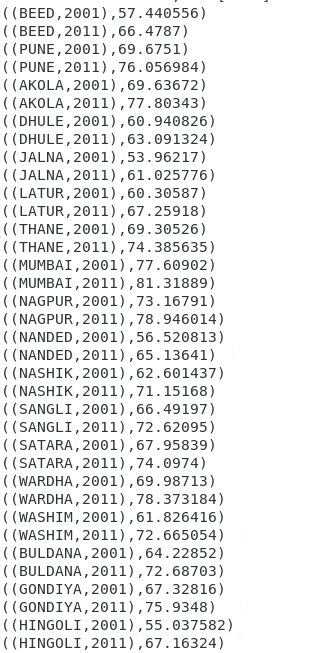 ((BEED,2001),57.440556)
((BEED,2011),66.4787)
((PUNE,2001),69.6751)
((PUNE,2011),76.056984)
((AKOLA,2001),69.63672)
((AKOLA,2011),77.80343)
((DHULE,2001),60.940826)
((DHULE,2011),63.091324)
((JALNA,2001),53.96217)
((JALNA,2011),61.025776)
((LATUR,2001),60.30587)
((LATUR,2011),67.25918)
((THANE,2001),69.30526)
((THANE,2011),74.385635)
((MUMBAI,2001),77.60902)
((MUMBAI,2011),81.31889)
((NAGPUR,2001),73.16791)
((NAGPUR,2011),78.946014)
((NANDED,2001),56.520813)
((NANDED,2011),65.13641)
((NASHIK,2001),62.601437)
((NASHIK,2011),71.15168)
((SANGLI,2001),66.49197)
((SANGLI,2011),72.62095)
((SATARA,2001),67.95839)
((SATARA,2011),74.0974)
((WARDHA,2001),69.98713)
((WARDHA,2011),78.373184)
((WASHIM,2001),61.826416)
((WASHIM,2011),72.665054)
((BULDANA,2001),64.22852)
((BULDANA,2011),72.68703)
((GONDIYA,2001),67.32816)
((GONDIYA,2011),75.9348)
((HINGOLI,2001),55.037582)
((HINGOLI,2011),67.16324)